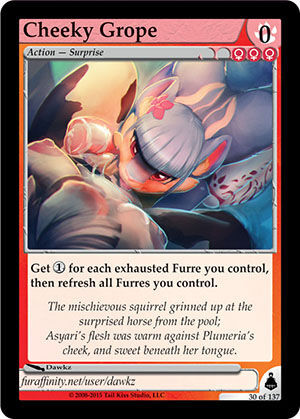 Cheeky Grope
0
Action — Surprise
Get ① for each exhausted Furre you control,
then refresh all Furres you control.
The mischievous squirrel grinned up at the
surprised horse from the pool;
Asyari's flesh was warm against Plumeria's
cheek, and sweet beneath her tongue.
Dawkz
furaffinity.net/user/dawkz
© 2008-2015 Tail Kiss Studio, LLC
30 of 137